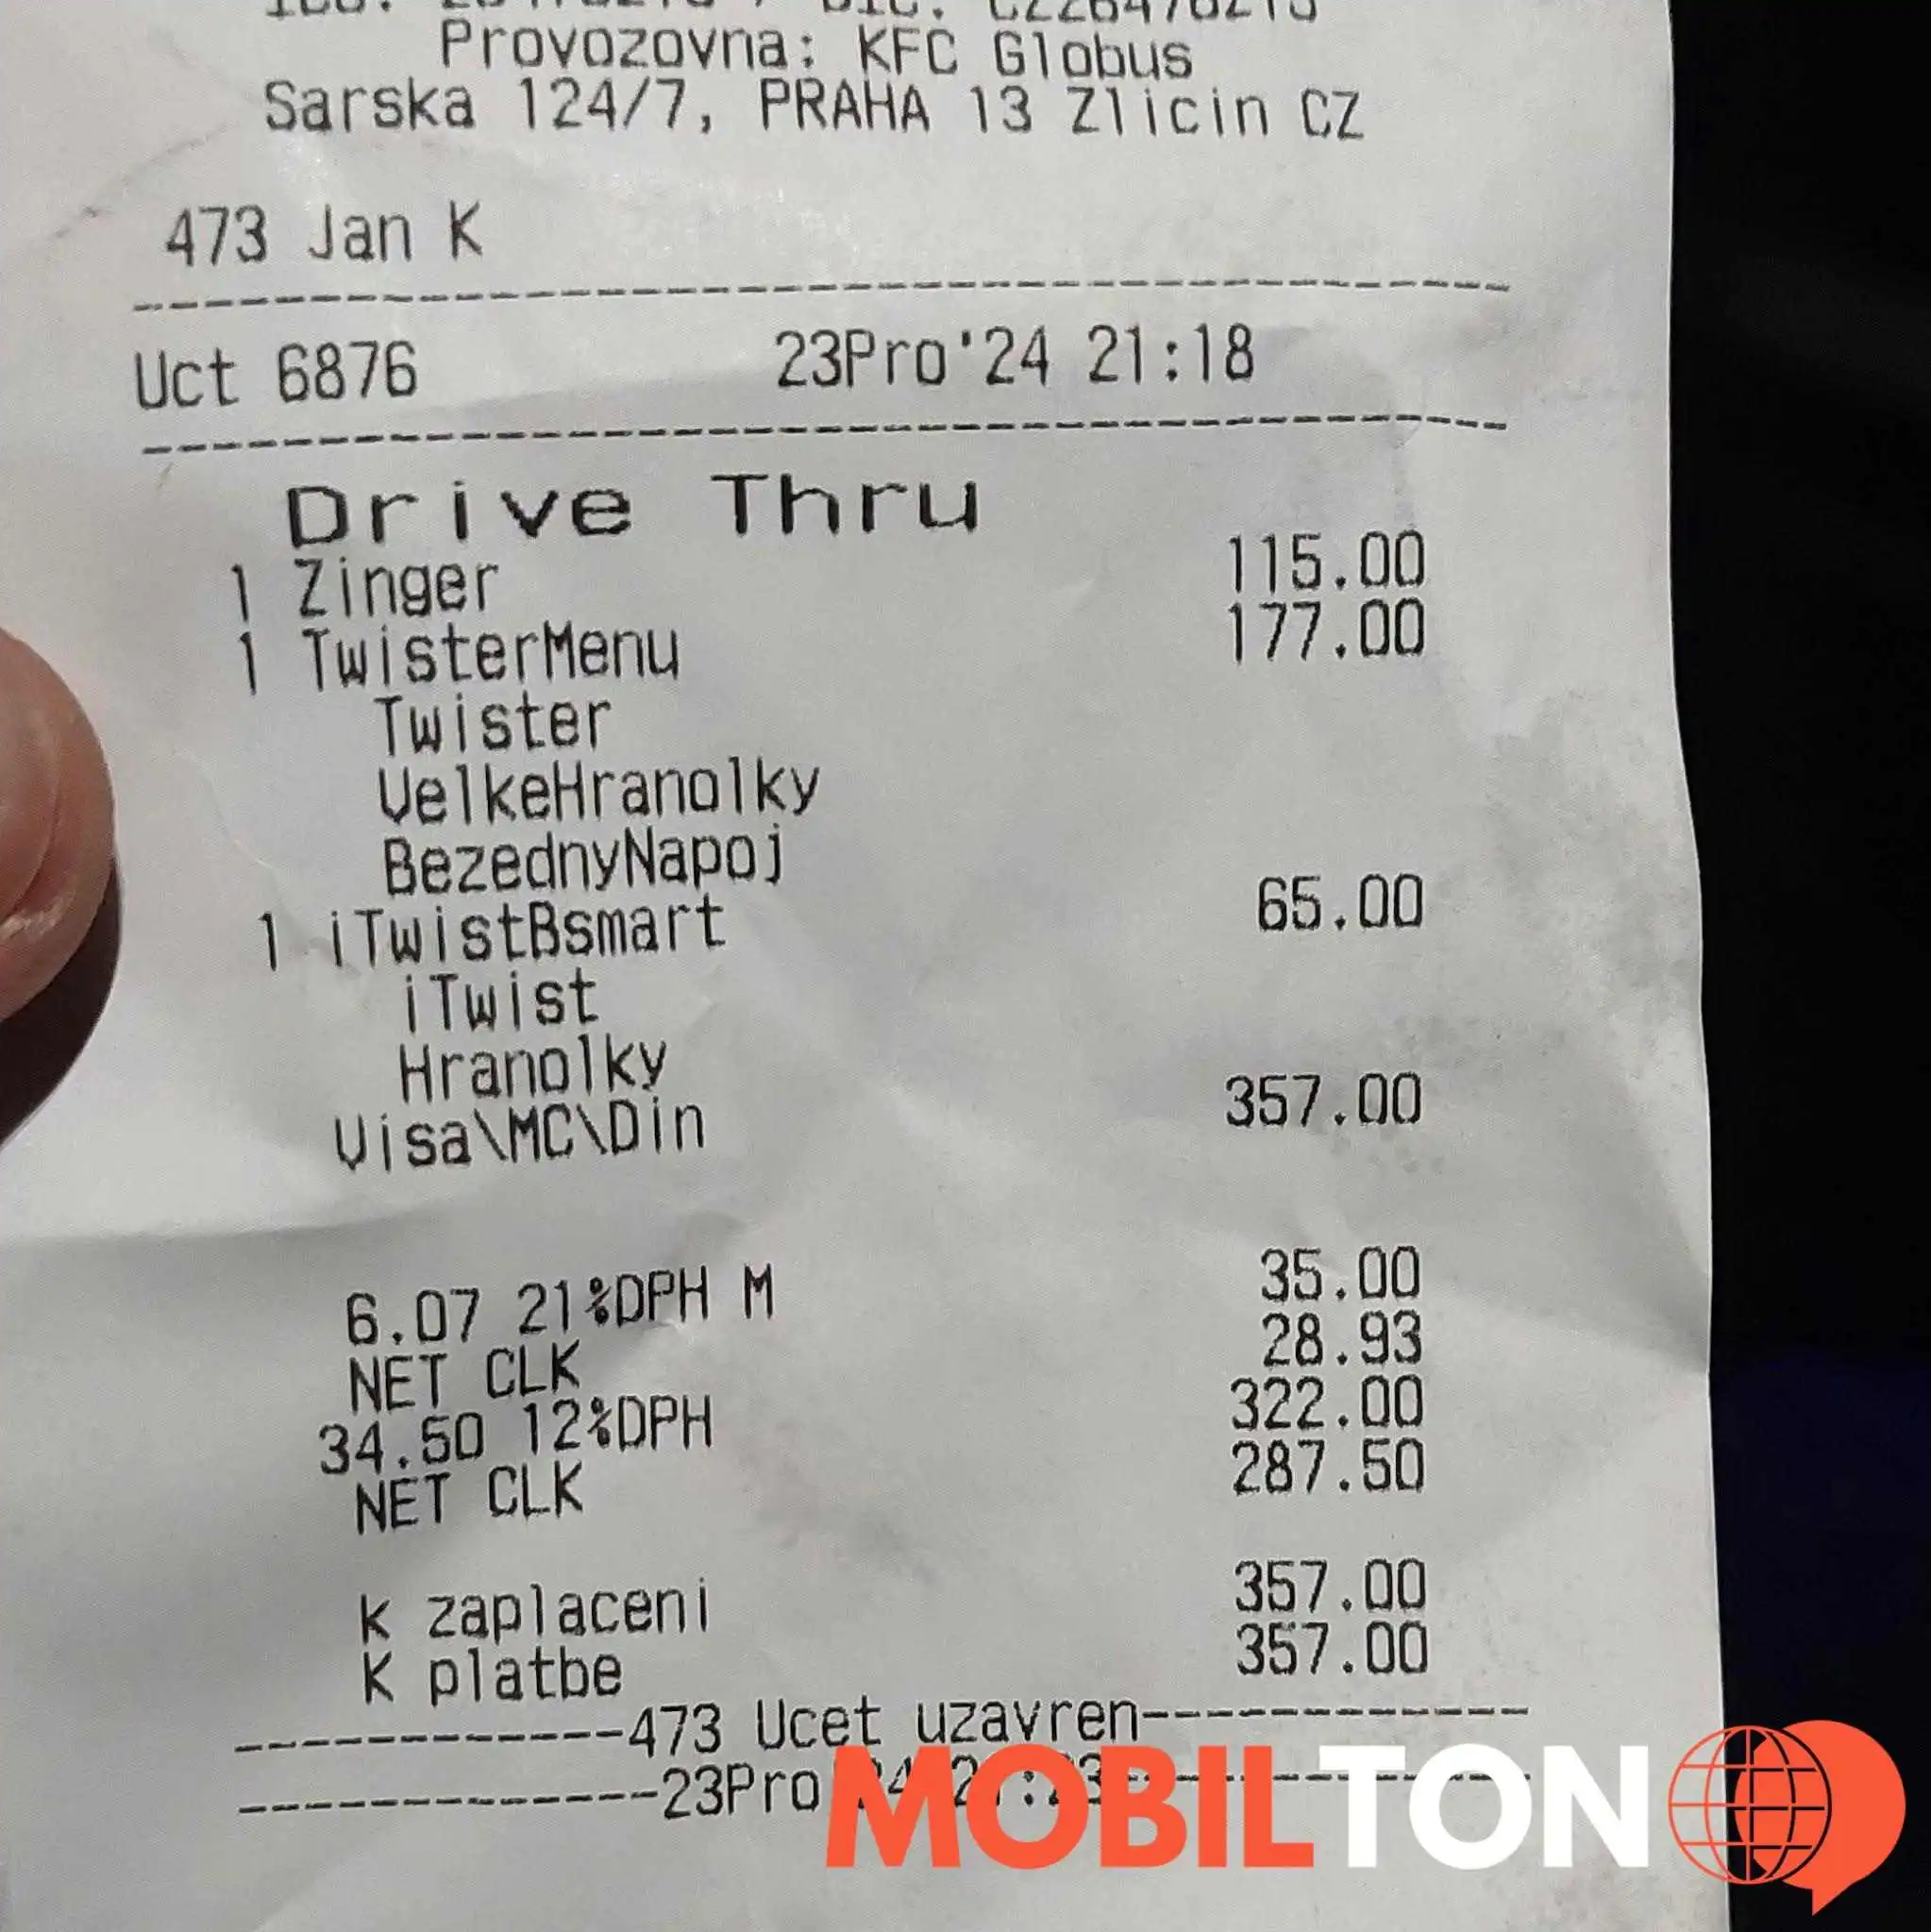 Provozovna: KFC Globus
Sarska 124/7, PRAHA 13 Zlicin CZ
473 Jan K
Uct 6876 23Pro'24 21:18
Drive Thru
1 Zinger 115.00
1 TwisterMenu 177.00
Twister
VelkeHranolky
BezednyNapoj
1 iTwistBsmart 65.00
iTwist
Hranolky
Visa\MC\Din 357.00
6.07 21%DPH M 35.00
NET CLK 28.93
34.50 12%DPH 322.00
NET CLK 287.50
K zaplaceni 357.00
K platbe 357.00
473 Ucet uzavren
23Pro
MOBILTON